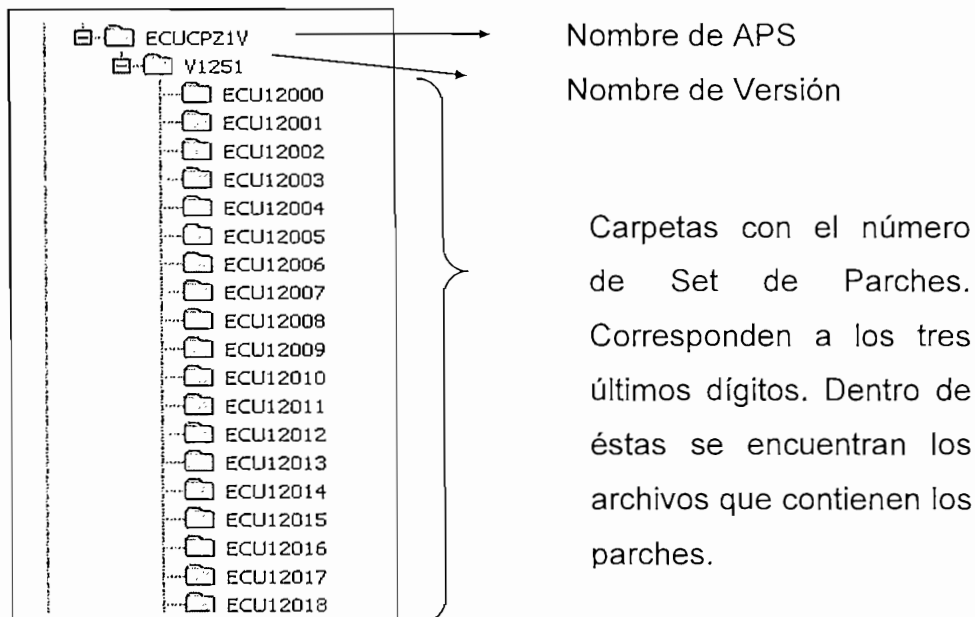 ECUCPZ1V
V1251
ECU12000
ECU12001
ECU12002
ECU12003
ECU12004
ECU12005
ECU12006
ECU12007
ECU12008
ECU12009
ECU12010
ECU12011
ECU12012
ECU12013
ECU12014
ECU12015
ECU12016
ECU12017
ECU12018
Nombre de APS
Nombre de Versión
Carpetas con el número
de Set de Parches.
Corresponden a los tres
últimos dígitos. Dentro de
éstas se encuentran los
archivos que contienen los
parches.